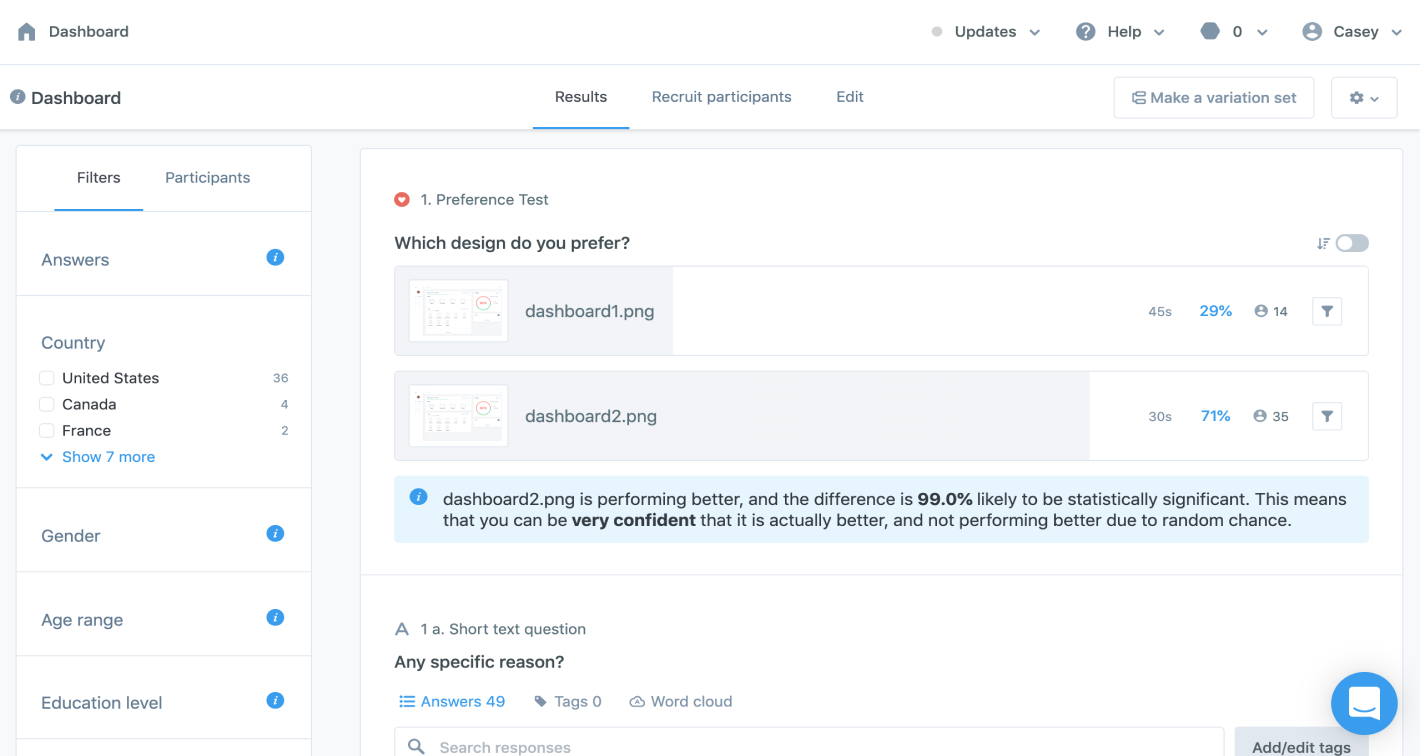 Dashboard
Updates
Help
0
Casey
Dashboard
Results
Recruit participants
Edit
Make a variation set
Filters
Participants
Answers
Country
United States 36
Canada 4
France 2
Show 7 more
Gender
Age range
Education level
1. Preference Test
Which design do you prefer?
dashboard1.png 45s 29% 14
dashboard2.png 30s 71% 35
dashboard2.png is performing better, and the difference is 99.0% likely to be statistically significant. This means
that you can be very confident that it is actually better, and not performing better due to random chance.
1 a. Short text question
Any specific reason?
Answers 49
Tags 0
Word cloud
Search responses
Add/edit tags